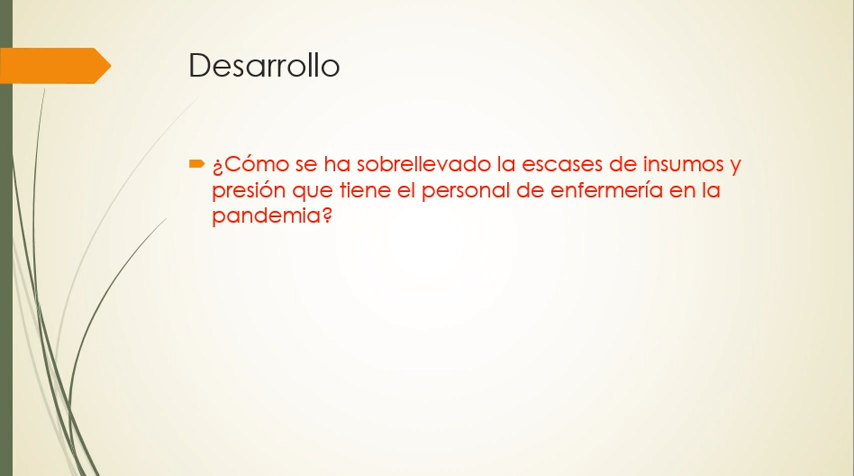 Desarrollo
¿Cómo se ha sobrellevado la escases de insumos y
presión que tiene el personal de enfermería en la
pandemia?